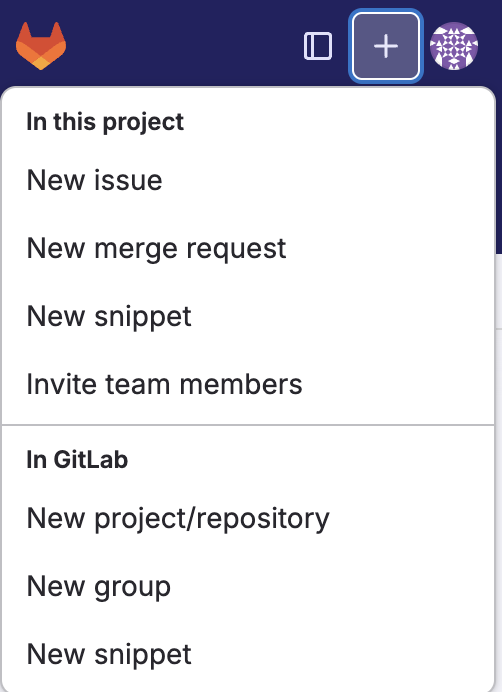 In this project
New issue
New merge request
New snippet
Invite team members
In GitLab
New project/repository
New group
New snippet